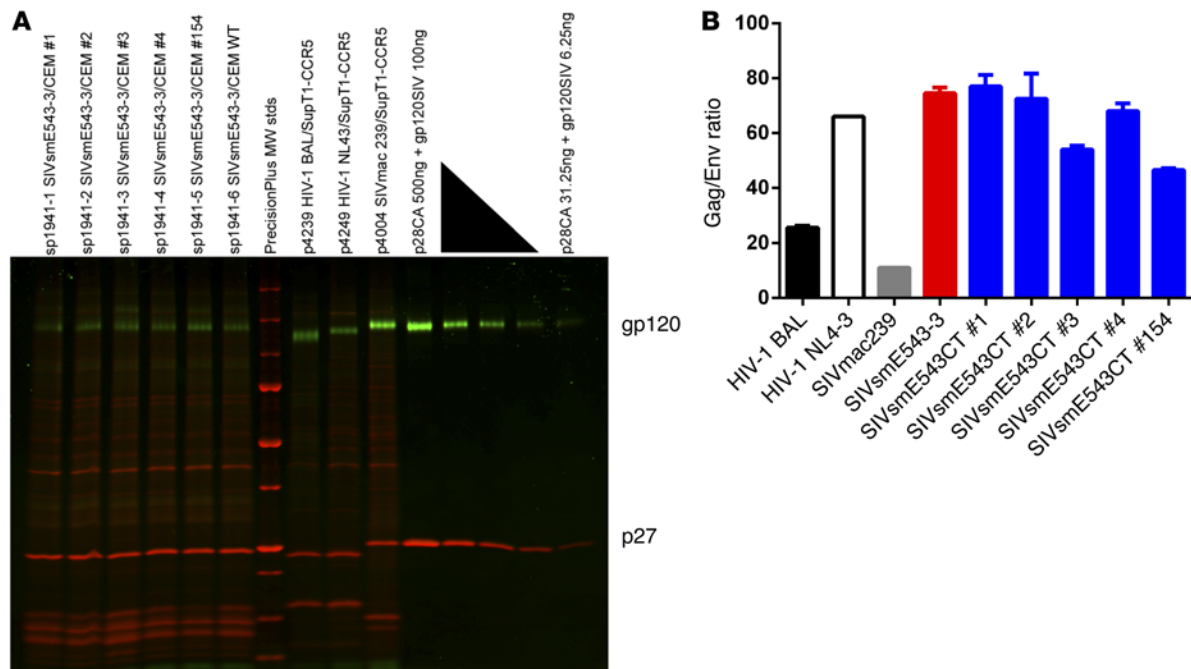 A
sp1941-1 SIVsmE543-3/CEM #1
sp1941-2 SIVsmE543-3/CEM #2
sp1941-3 SIVsmE543-3/CEM #3
sp1941-4 SIVsmE543-3/CEM #4
sp1941-5 SIVsmE543-3/CEM #154
sp1941-6 SIVsmE543-3/CEM WT
PrecisionPlus MW stds
p4239 HIV-1 BAL/SupT1-CCR5
p4249 HIV-1 NL43/SupT1-CCR5
p4004 SIVmac 239/SupT1-CCR5
p28CA 500ng + gp120SIV 100ng
p28CA 31.25ng + gp120SIV 6.25ng
gp120
p27
B
Gag/Env ratio
100
80
60
40
20
0
HIV-1 BAL
HIV-1 NL4-3
SIVmac239
SIVsmE543-3
SIVsmE543CT #1
SIVsmE543CT #2
SIVsmE543CT #3
SIVsmE543CT #4
SIVsmE543CT #154